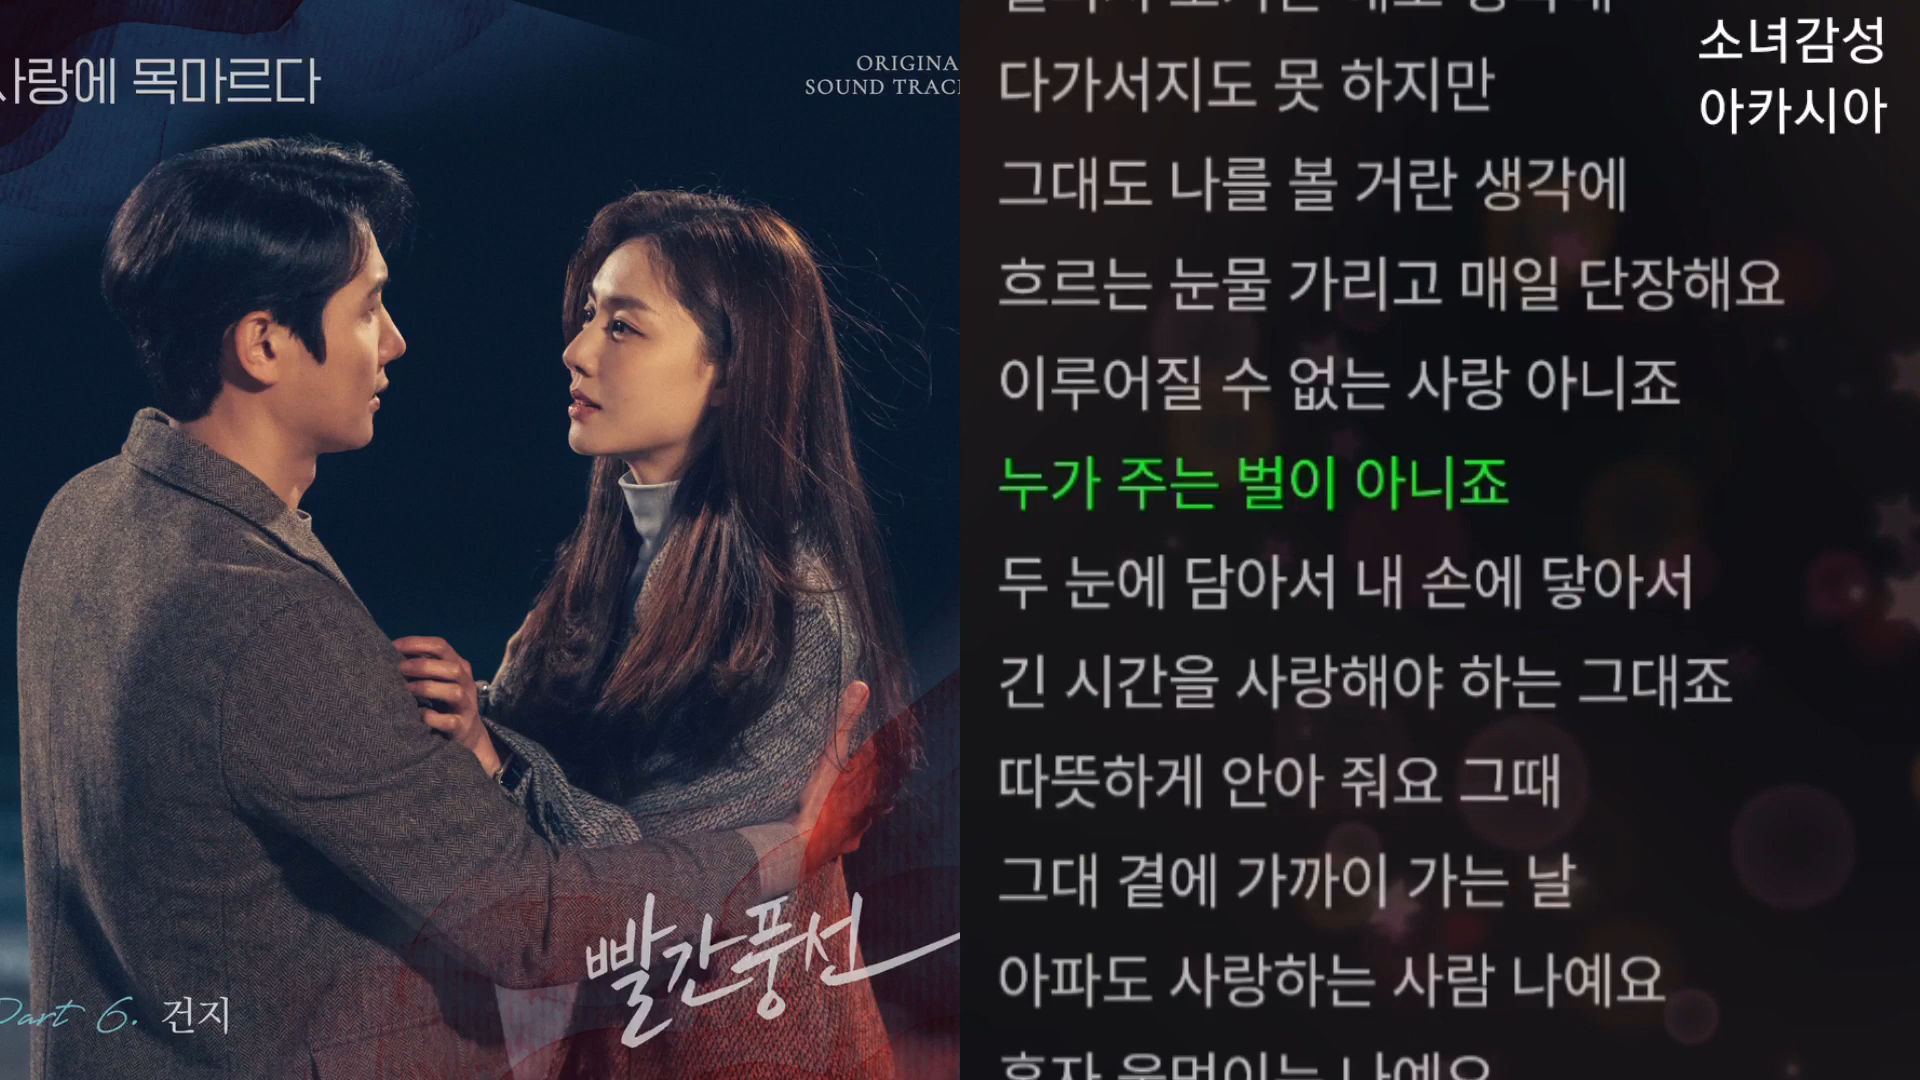 사랑에 목마르다
ORIGINA
SOUND TRAC
빨간풍선
Part 6. 건지
소녀감성
아카시아
다가서지도 못 하지만
그대도 나를 볼 거란 생각에
흐르는 눈물 가리고 매일 단장해요
이루어질 수 없는 사랑 아니죠
누가 주는 벌이 아니죠
두 눈에 담아서 내 손에 닿아서
긴 시간을 사랑해야 하는 그대죠
따뜻하게 안아 줘요 그때
그대 곁에 가까이 가는 날
아파도 사랑하는 사람 나예요